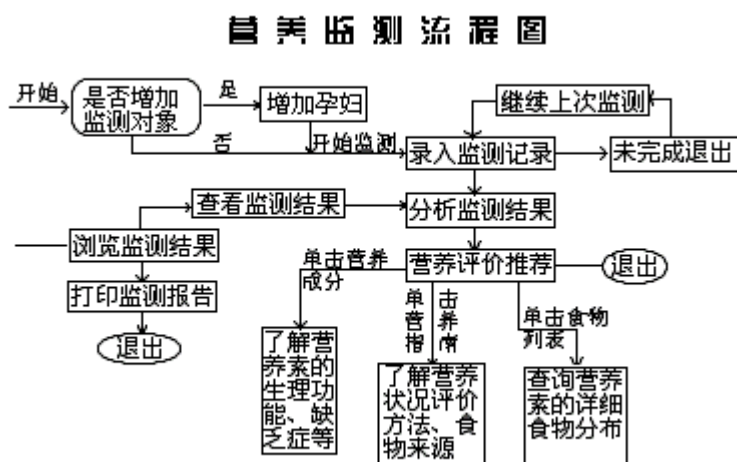 营养监测流程图
开始
是否增加
监测对象
是
增加孕妇
继续上次监测
否
开始监测
录入监测记录
未完成退出
查看监测结果
分析监测结果
浏览监测结果
单击营养
成分
营养评价推荐
退出
打印监测报告
单击
营养
指南
单击食物
列表
退出
了解营
养素的
生理功
能、缺
乏症等
了解营养
状况评价
方法、食
物来源
查询营养
素的详细
食物分布